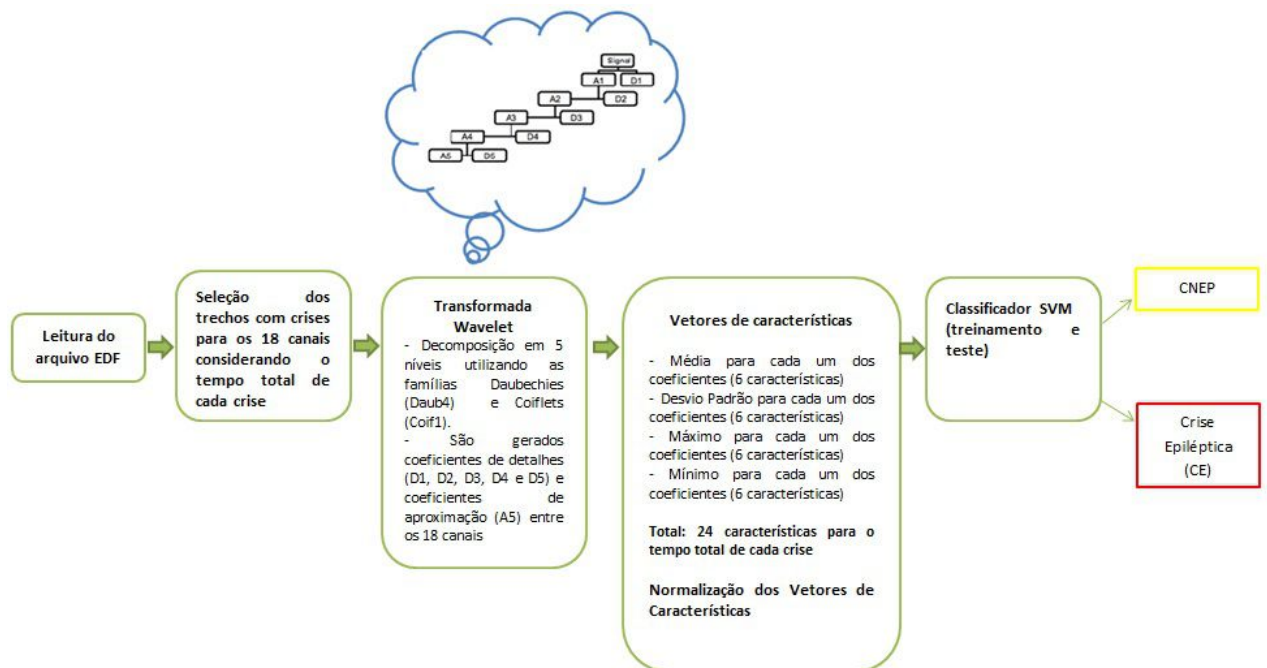 Signal
A1
D1
A2
D2
A3
D3
A4
D4
A5
D5
Leitura do
arquivo EDF
Seleção dos
trechos com crises
para os 18 canais
considerando o
tempo total de
cada crise
Transformada
Wavelet
- Decomposição em 5
níveis utilizando as
famílias Daubechies
(Daub4) e Coiflets
(Coif1).
- São gerados
coeficientes de detalhes
(D1, D2, D3, D4 e D5) e
coeficientes de
aproximação (A5) entre
os 18 canais
Vetores de características
- Média para cada um dos
coeficientes (6 características)
- Desvio Padrão para cada um dos
coeficientes (6 características)
- Máximo para cada um dos
coeficientes (6 características)
- Mínimo para cada um dos
coeficientes (6 características)
Total: 24 características para o
tempo total de cada crise
Normalização dos Vetores de
Características
Classificador SVM
(treinamento e
teste)
CNEP
Crise
Epiléptica
(CE)